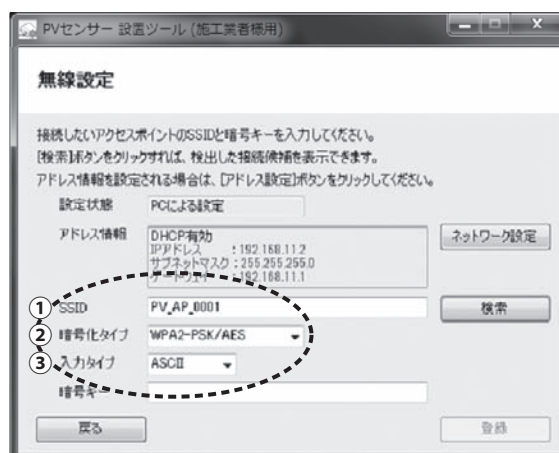 PVセンサー 設置ツール (施工業者様用)
無線設定
接続したいアクセスポイントのSSIDと暗号キーを入力してください。
[検索]ボタンをクリックすれば、検出した接続候補を表示できます。
アドレス情報を設定される場合は、[アドレス設定]ボタンをクリックしてください。
設定状態 PCによる設定
アドレス情報 DHCP有効 ネットワーク設定
IPアドレス :192.168.11.2
サブネットマスク :255.255.255.0
ゲートウェイ :192.168.11.1
① SSID PV_AP_0001 検索
② 暗号化タイプ WPA2-PSK/AES
③ 入力タイプ ASCII
暗号キー
戻る 登録